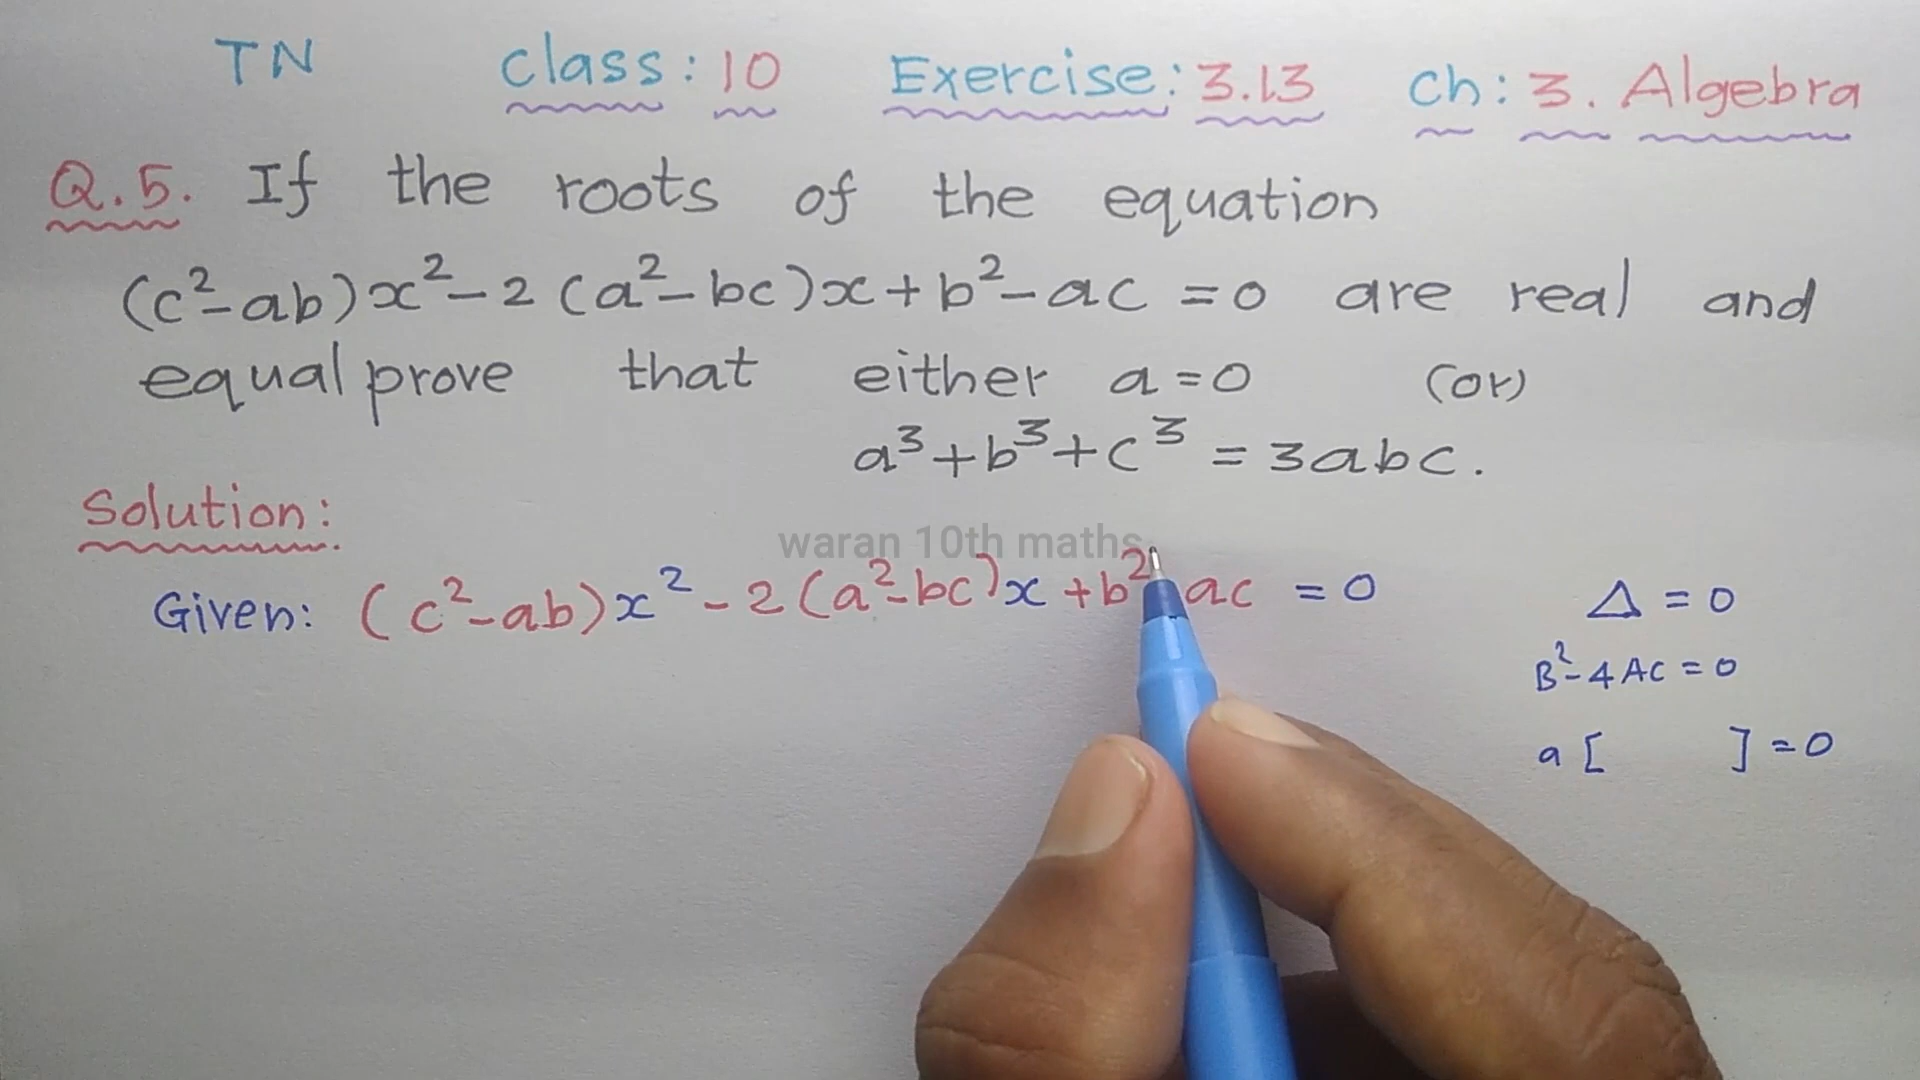 TN class: 10 Exercise: 3.13 Ch: 3. Algebra
Q.5. If the roots of the equation
(c²-ab)x²-2(a²-bc)x+b²-ac=0 are real and
equal prove that either a=0 (or)
a³+b³+c³=3abc.
Solution:
waran 10th maths
Given: (c²-ab)x²-2(a²-bc)x+b² ac =0
Δ=0
B²-4AC=0
a[ ]=0